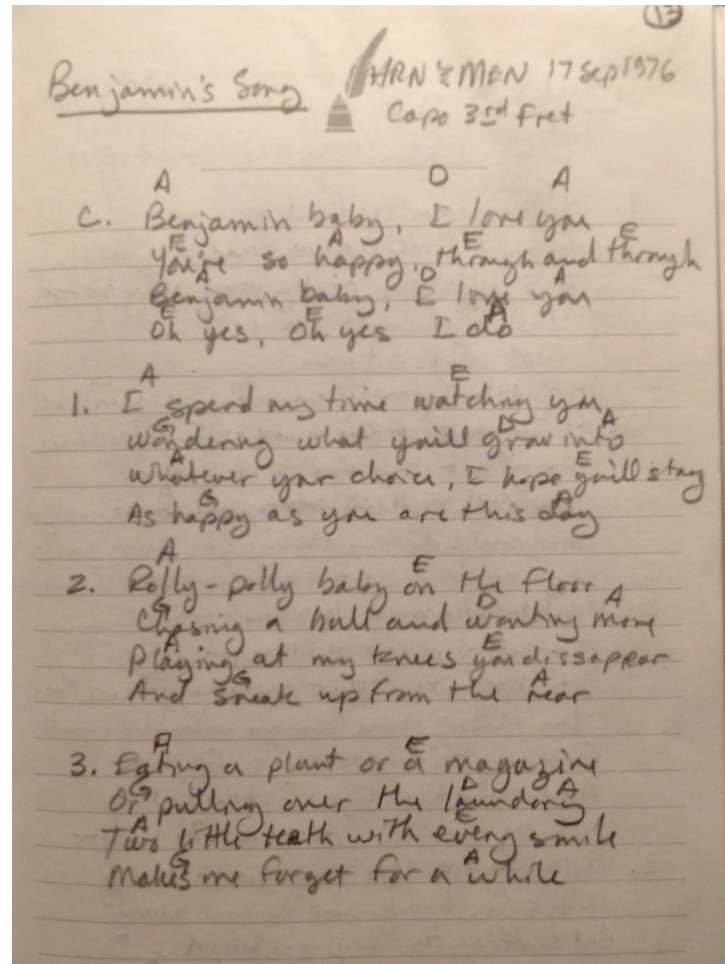 13
Benjamin's Song HRN & MON 17 Sep 1976
Capo 3rd Fret
A D A
C. Benjamin baby, I love you
E A E E
You're so happy, through and through
A D A
Benjamin baby, I love you
E E A
Oh yes, Oh yes I do
A E
1. I spend my time watching you
G D A
Wondering what you'll grow into
A E
Whatever your choice, I hope you'll stay
G A
As happy as you are this day
A E
2. Rolly-polly baby on the floor
G D A
Chasing a ball and wanting more
A E
Playing at my knees you dissappear
G A
And sneak up from the rear
A E
3. Eating a plant or a magazine
G D A
Or pulling over the laundery
A E
Two little teath with every smile
G A
Makes me forget for a while